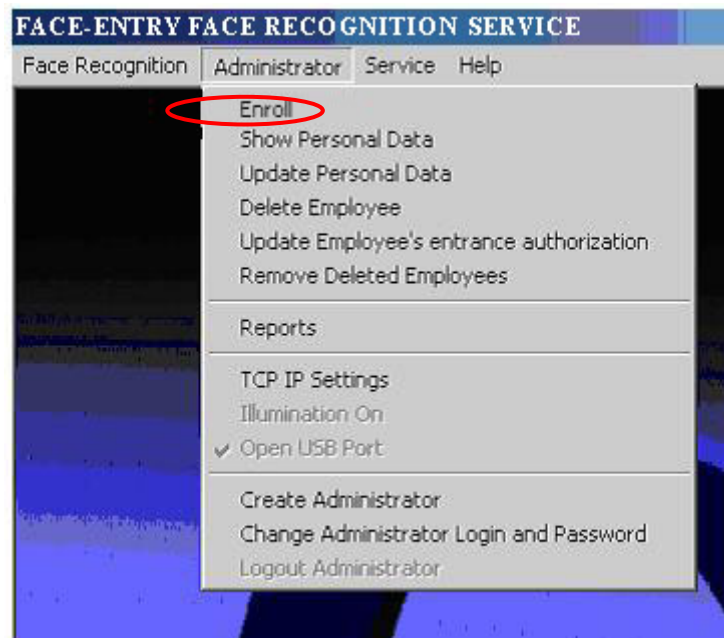 FACE-ENTRY FACE RECOGNITION SERVICE
Face Recognition Administrator Service Help
Enroll
Show Personal Data
Update Personal Data
Delete Employee
Update Employee's entrance authorization
Remove Deleted Employees
Reports
TCP IP Settings
Illumination On
Open USB Port
Create Administrator
Change Administrator Login and Password
Logout Administrator